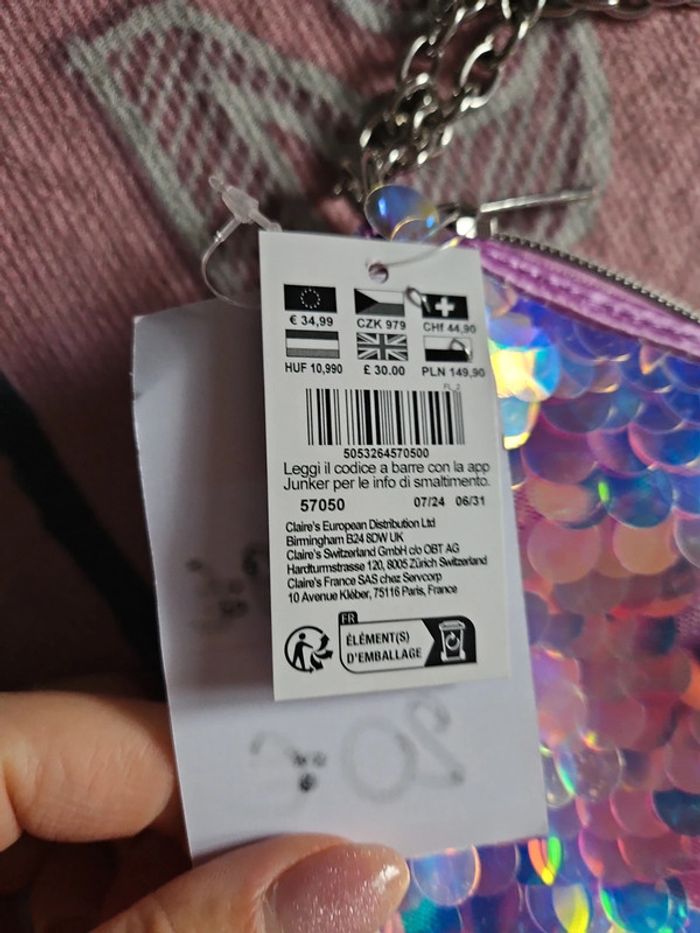 € 34,99 CZK 979 CHf 44,90
HUF 10,990 £ 30.00 PLN 149,90
FL_2
5053264570500
Leggi il codice a barre con la app
Junker per le info di smaltimento.
57050 07/24 06/31
Claire's European Distribution Ltd
Birmingham B24 8DW UK
Claire's Switzerland GmbH c/o OBT AG
Hardturmstrasse 120, 8005 Zürich Switzerland
Claire's France SAS chez Servcorp
10 Avenue Kléber, 75116 Paris, France
FR
ÉLÉMENT(S)
D'EMBALLAGE